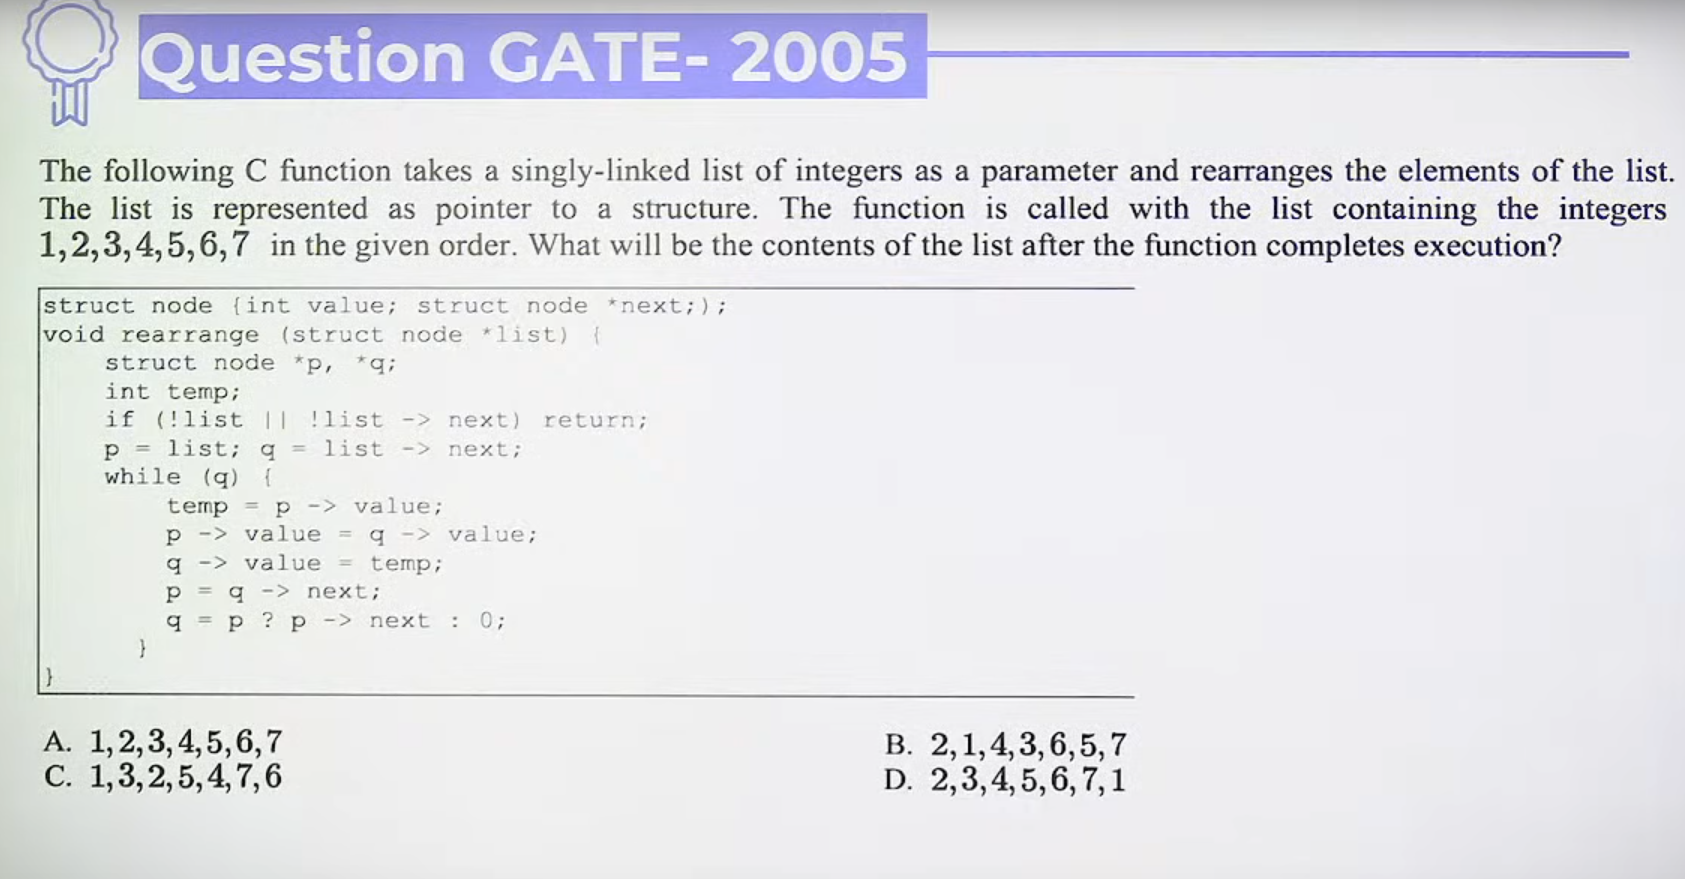 Question GATE- 2005
The following C function takes a singly-linked list of integers as a parameter and rearranges the elements of the list.
The list is represented as pointer to a structure. The function is called with the list containing the integers
1,2,3,4,5,6,7 in the given order. What will be the contents of the list after the function completes execution?
struct node {int value; struct node *next;);
void rearrange (struct node *list) {
struct node *p, *q;
int temp;
if (!list || !list -> next) return;
p = list; q = list -> next;
while (q) {
temp = p -> value;
p -> value = q -> value;
q -> value = temp;
p = q -> next;
q = p ? p -> next : 0;
}
}
A. 1,2,3,4,5,6,7
B. 2,1,4,3,6,5,7
C. 1,3,2,5,4,7,6
D. 2,3,4,5,6,7,1